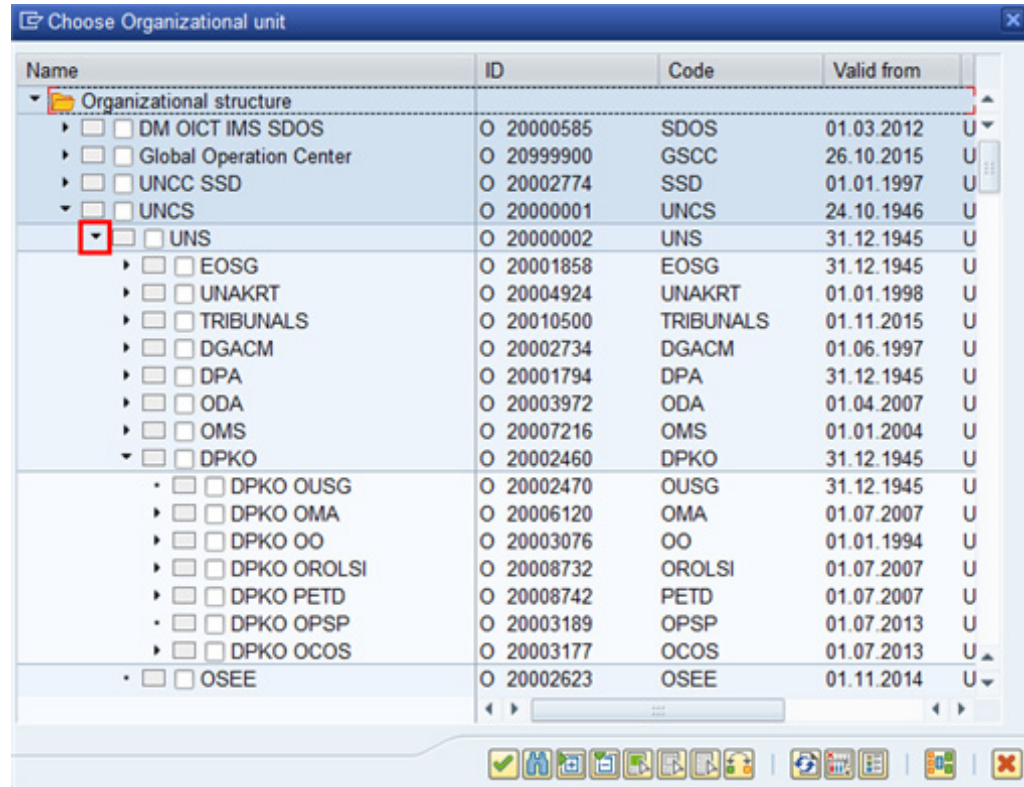 Choose Organizational unit
Name ID Code Valid from
Organizational structure
DM OICT IMS SDOS O 20000585 SDOS 01.03.2012 U
Global Operation Center O 20999900 GSCC 26.10.2015 U
UNCC SSD O 20002774 SSD 01.01.1997 U
UNCS O 20000001 UNCS 24.10.1946 U
UNS O 20000002 UNS 31.12.1945 U
EOSG O 20001858 EOSG 31.12.1945 U
UNAKRT O 20004924 UNAKRT 01.01.1998 U
TRIBUNALS O 20010500 TRIBUNALS 01.11.2015 U
DGACM O 20002734 DGACM 01.06.1997 U
DPA O 20001794 DPA 31.12.1945 U
ODA O 20003972 ODA 01.04.2007 U
OMS O 20007216 OMS 01.01.2004 U
DPKO O 20002460 DPKO 31.12.1945 U
DPKO OUSG O 20002470 OUSG 31.12.1945 U
DPKO OMA O 20006120 OMA 01.07.2007 U
DPKO OO O 20003076 OO 01.01.1994 U
DPKO OROLSI O 20008732 OROLSI 01.07.2007 U
DPKO PETD O 20008742 PETD 01.07.2007 U
DPKO OPSP O 20003189 OPSP 01.07.2013 U
DPKO OCOS O 20003177 OCOS 01.07.2013 U
OSEE O 20002623 OSEE 01.11.2014 U